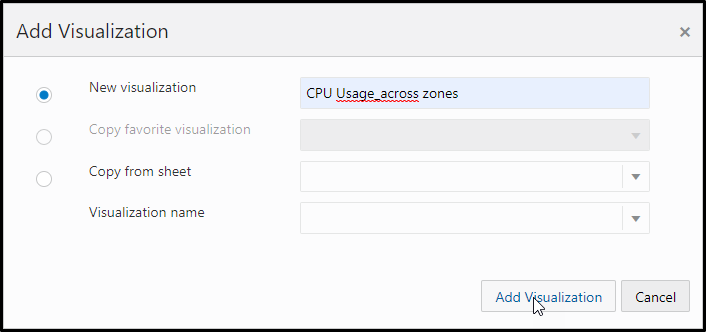 Add Visualization
New visualization
CPU Usage_across zones
Copy favorite visualization
Copy from sheet
Visualization name
Add Visualization
Cancel